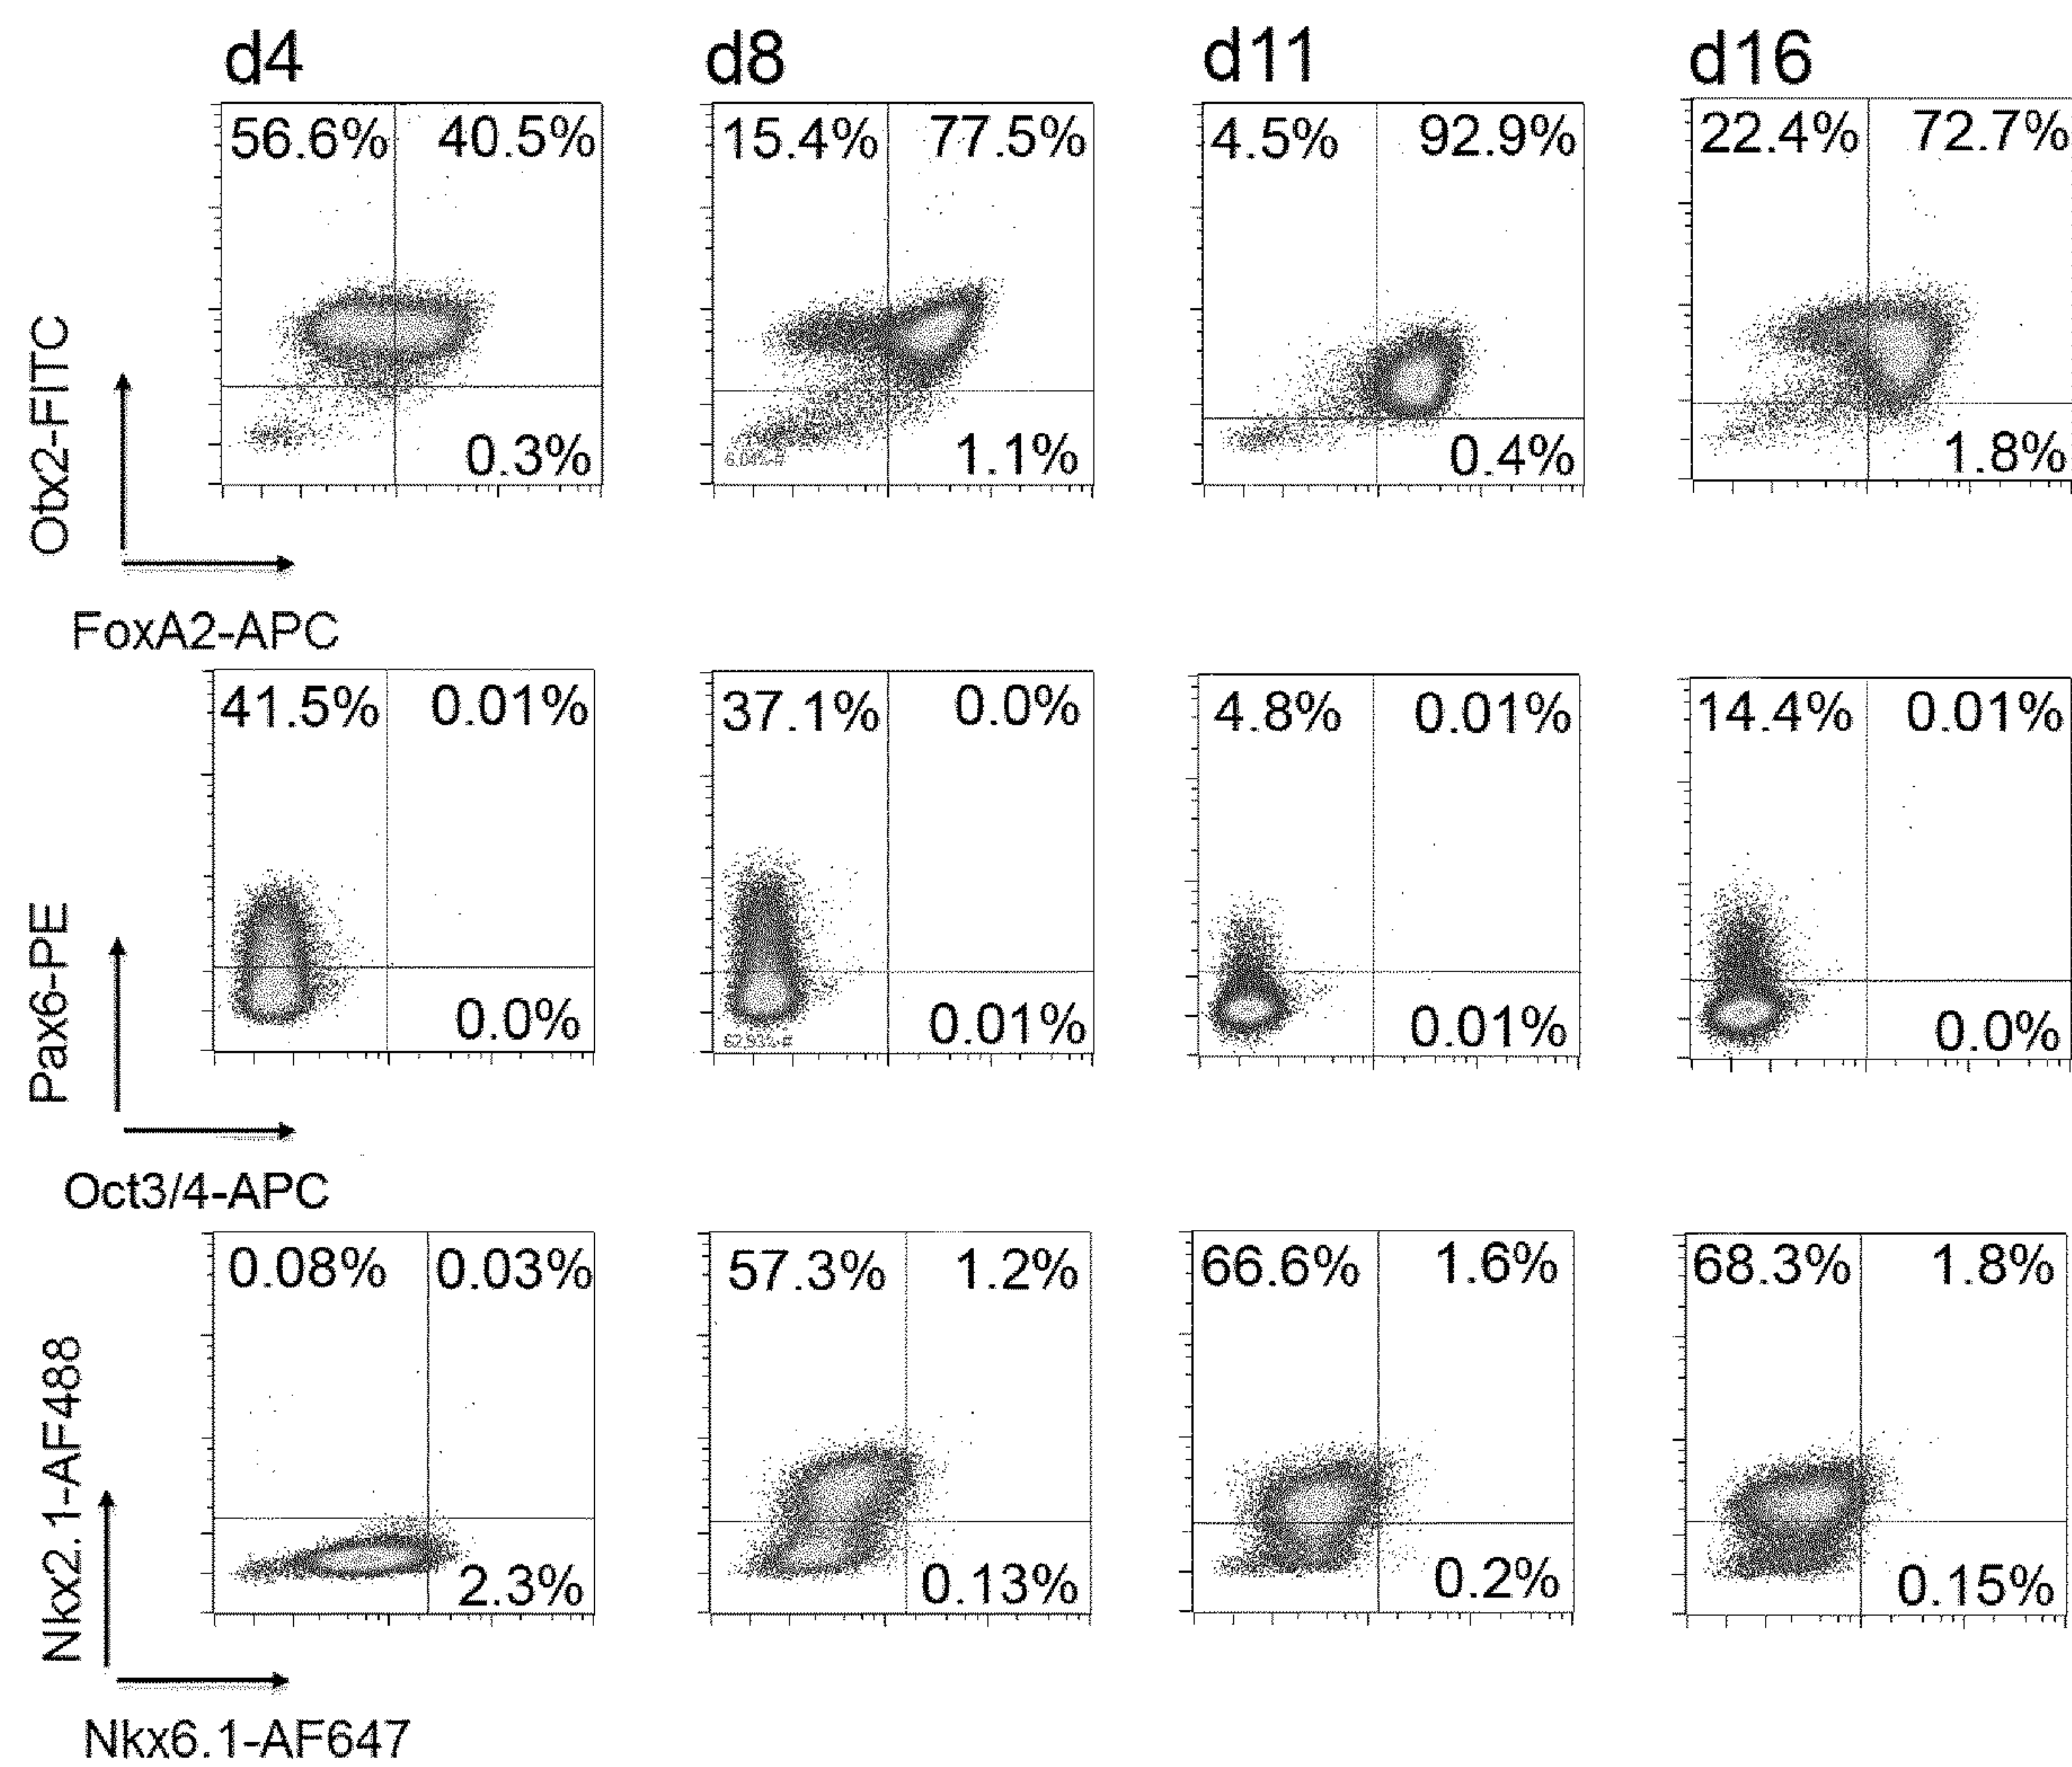 d4 d8 d11 d16
56.6% 40.5% 15.4% 77.5% 4.5% 92.9% 22.4% 72.7%
Otx2-FITC
0.3% 1.1% 0.4% 1.8%
FoxA2-APC
41.5% 0.01% 37.1% 0.0% 4.8% 0.01% 14.4% 0.01%
Pax6-PE
0.0% 0.01% 0.01% 0.0%
62,93%-#
Oct3/4-APC
0.08% 0.03% 57.3% 1.2% 66.6% 1.6% 68.3% 1.8%
Nkx2.1-AF488
2.3% 0.13% 0.2% 0.15%
Nkx6.1-AF647